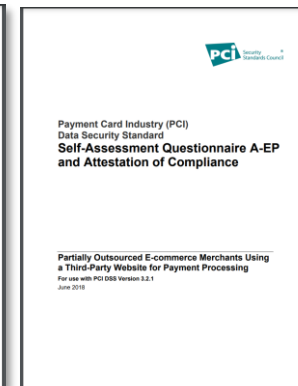 PCI Security
Standards Council
Payment Card Industry (PCI)
Data Security Standard
Self-Assessment Questionnaire A-EP
and Attestation of Compliance
Partially Outsourced E-commerce Merchants Using
a Third-Party Website for Payment Processing
For use with PCI DSS Version 3.2.1
June 2018